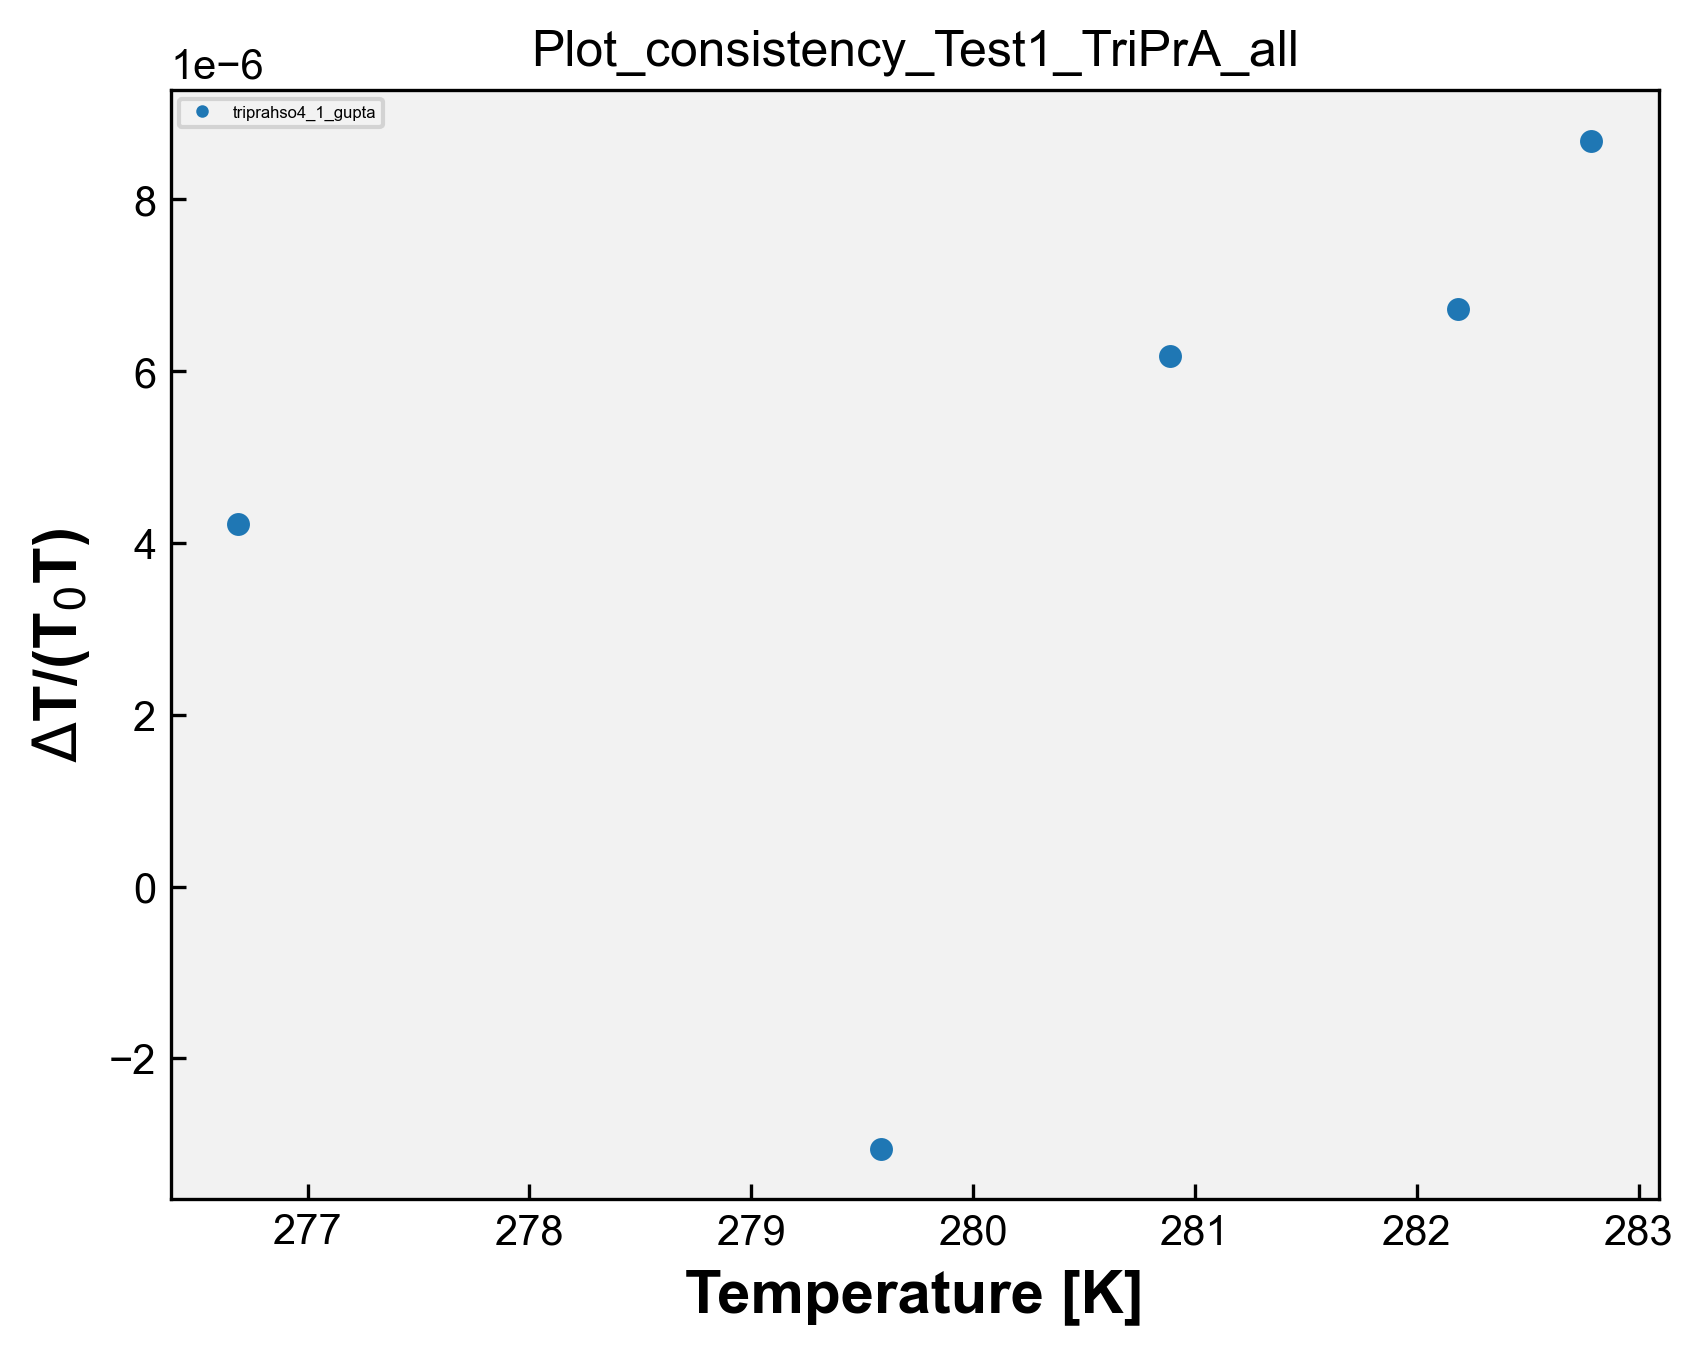 Plot_consistency_Test1_TriPrA_all
1e−6
triprahso4_1_gupta
8
6
4
2
0
−2
ΔT/(T₀T)
277 278 279 280 281 282 283
Temperature [K]